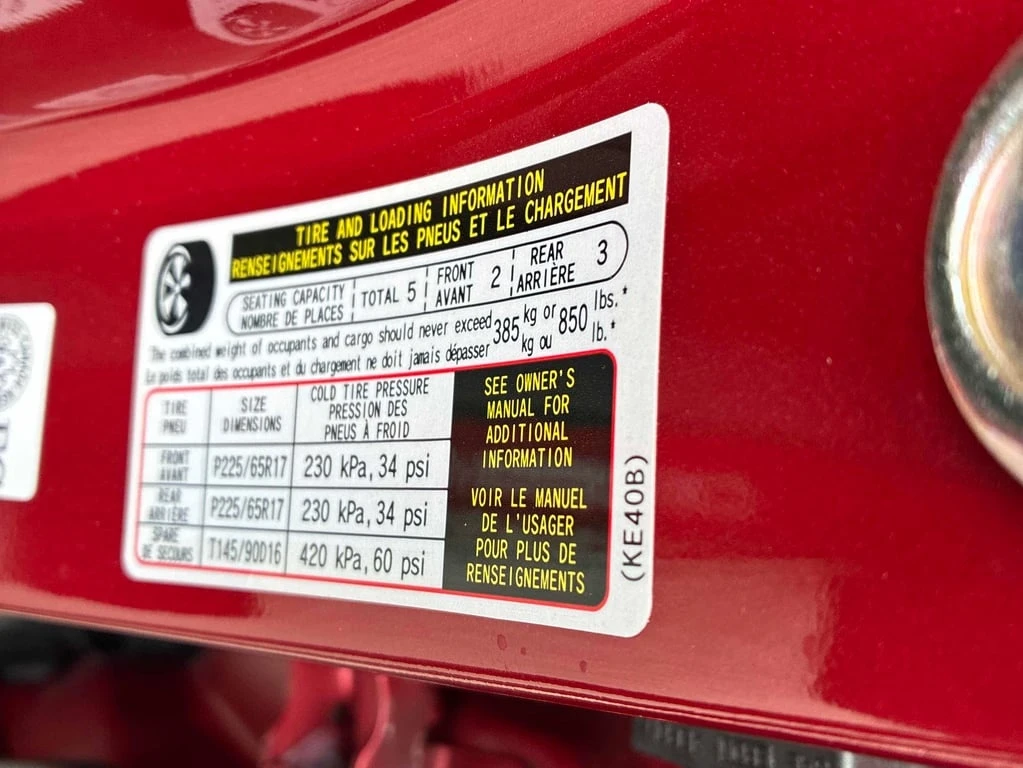 TIRE AND LOADING INFORMATION
RENSEIGNEMENTS SUR LES PNEUS ET LE CHARGEMENT
SEATING CAPACITY TOTAL 5 FRONT 2 REAR 3
NOMBRE DE PLACES AVANT ARRIÈRE
The combined weight of occupants and cargo should never exceed 385 kg or 850 lbs.*
Le poids total des occupants et du chargement ne doit jamais dépasser kg ou lb.*
TIRE
PNEU
SIZE
DIMENSIONS
COLD TIRE PRESSURE
PRESSION DES
PNEUS À FROID
FRONT
AVANT
P225/65R17
230 kPa, 34 psi
REAR
ARRIÈRE
P225/65R17
230 kPa, 34 psi
SPARE
DE SECOURS
T145/90D16
420 kPa, 60 psi
SEE OWNER'S
MANUAL FOR
ADDITIONAL
INFORMATION
VOIR LE MANUEL
DE L'USAGER
POUR PLUS DE
RENSEIGNEMENTS
(KE40B)